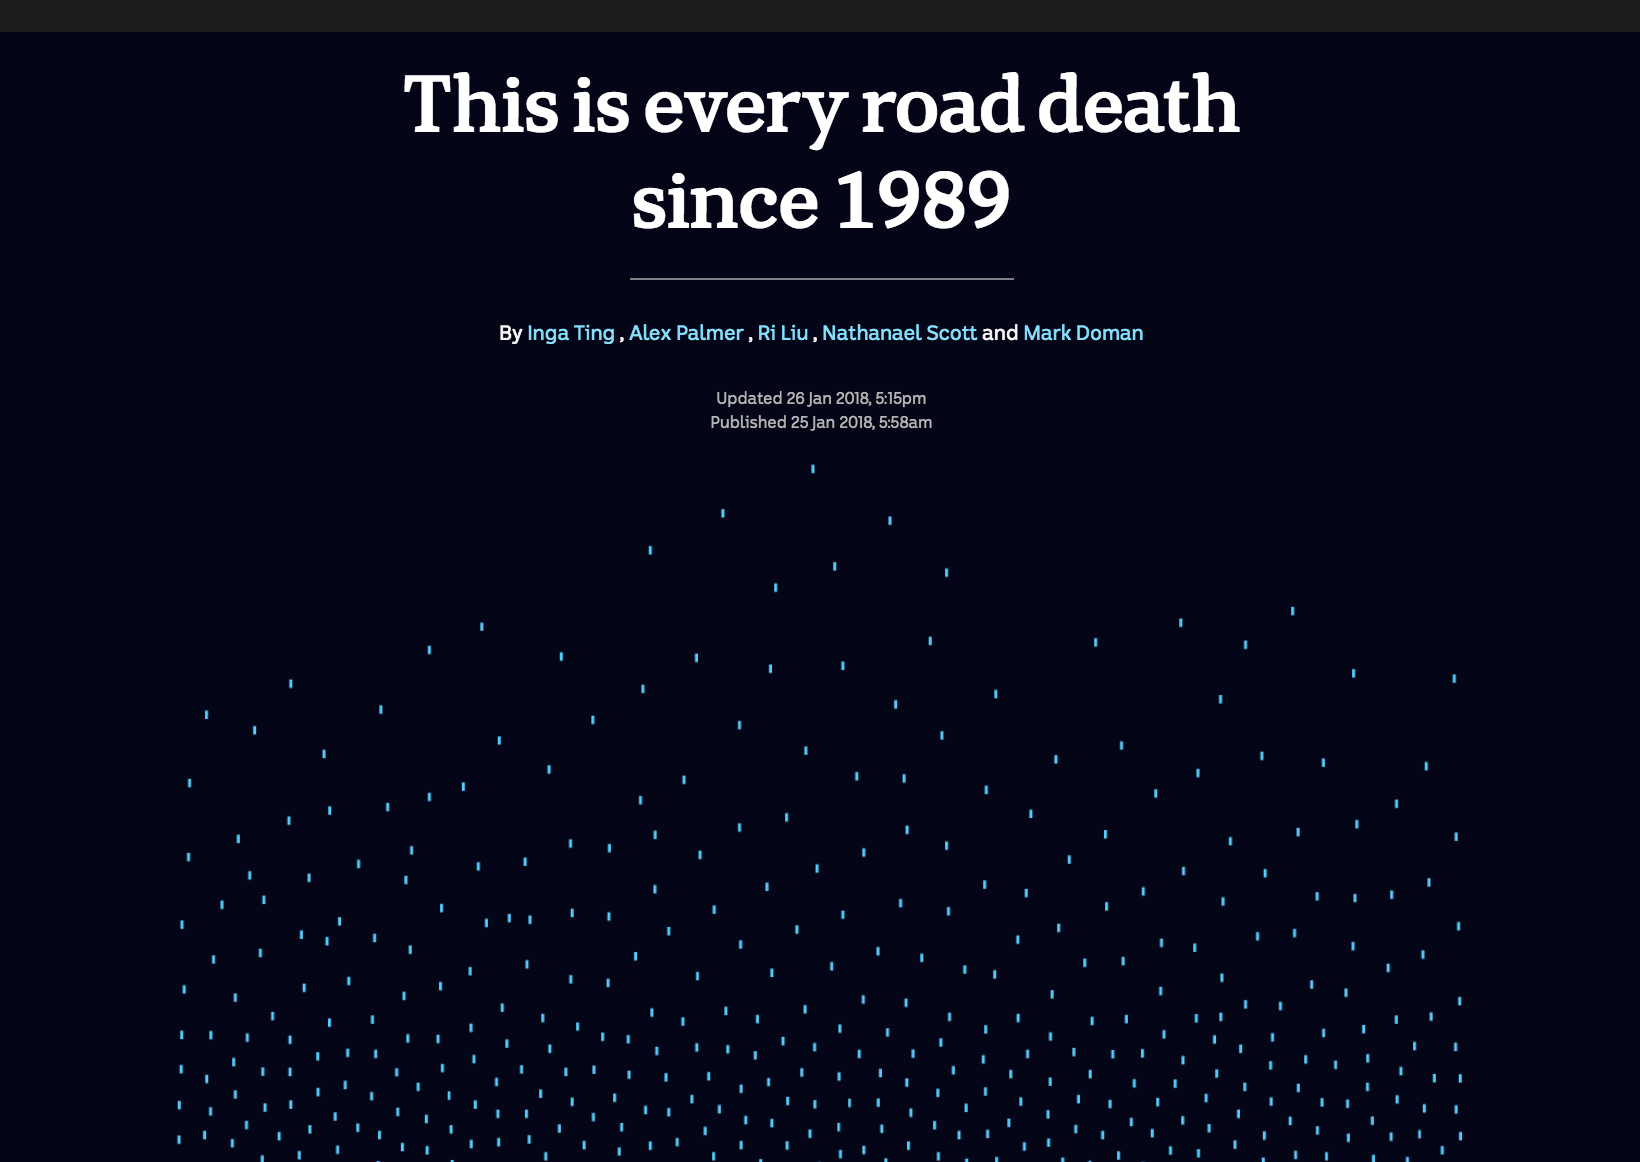 This is every road death
since 1989
By Inga Ting , Alex Palmer , Ri Liu , Nathanael Scott and Mark Doman
Updated 26 Jan 2018, 5:15pm
Published 25 Jan 2018, 5:58am